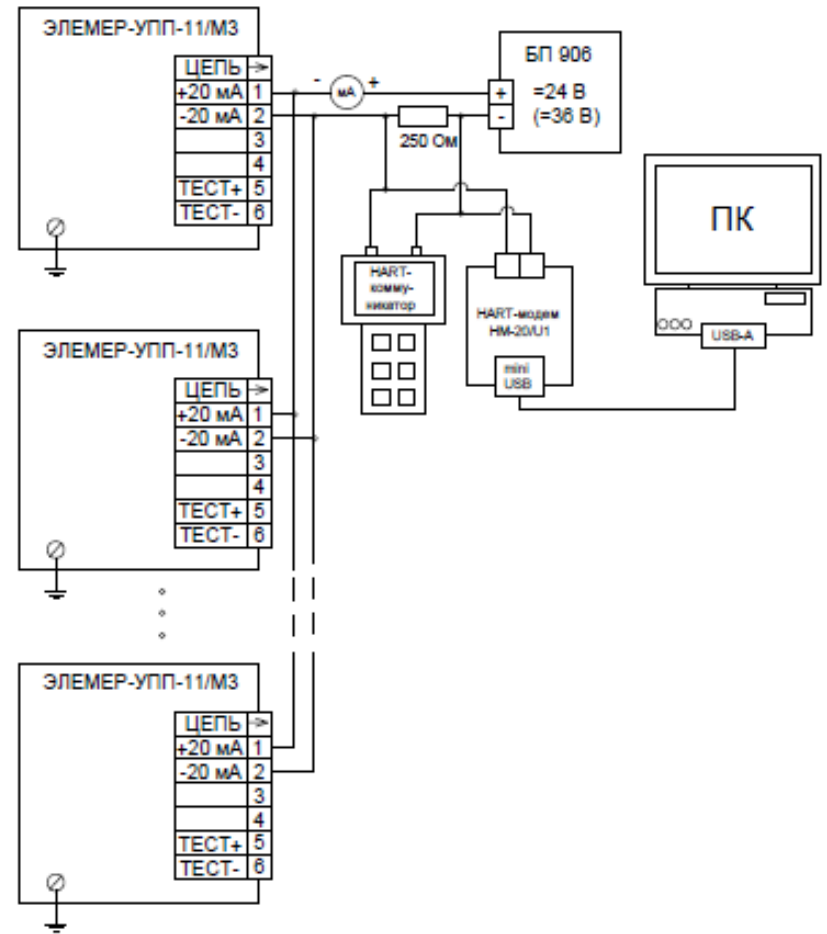 ЭЛЕМЕР-УПП-11/М3
ЦЕПЬ
+20 мА 1
-20 мА 2
3
4
ТЕСТ+ 5
ТЕСТ- 6
- мА +
250 Ом
БП 906
+ =24 В
- (=36 В)
HART-
комму-
никатор
HART-модем
HM-20/U1
mini
USB
ПК
USB-A
ЭЛЕМЕР-УПП-11/М3
ЦЕПЬ
+20 мА 1
-20 мА 2
3
4
ТЕСТ+ 5
ТЕСТ- 6
ЭЛЕМЕР-УПП-11/М3
ЦЕПЬ
+20 мА 1
-20 мА 2
3
4
ТЕСТ+ 5
ТЕСТ- 6